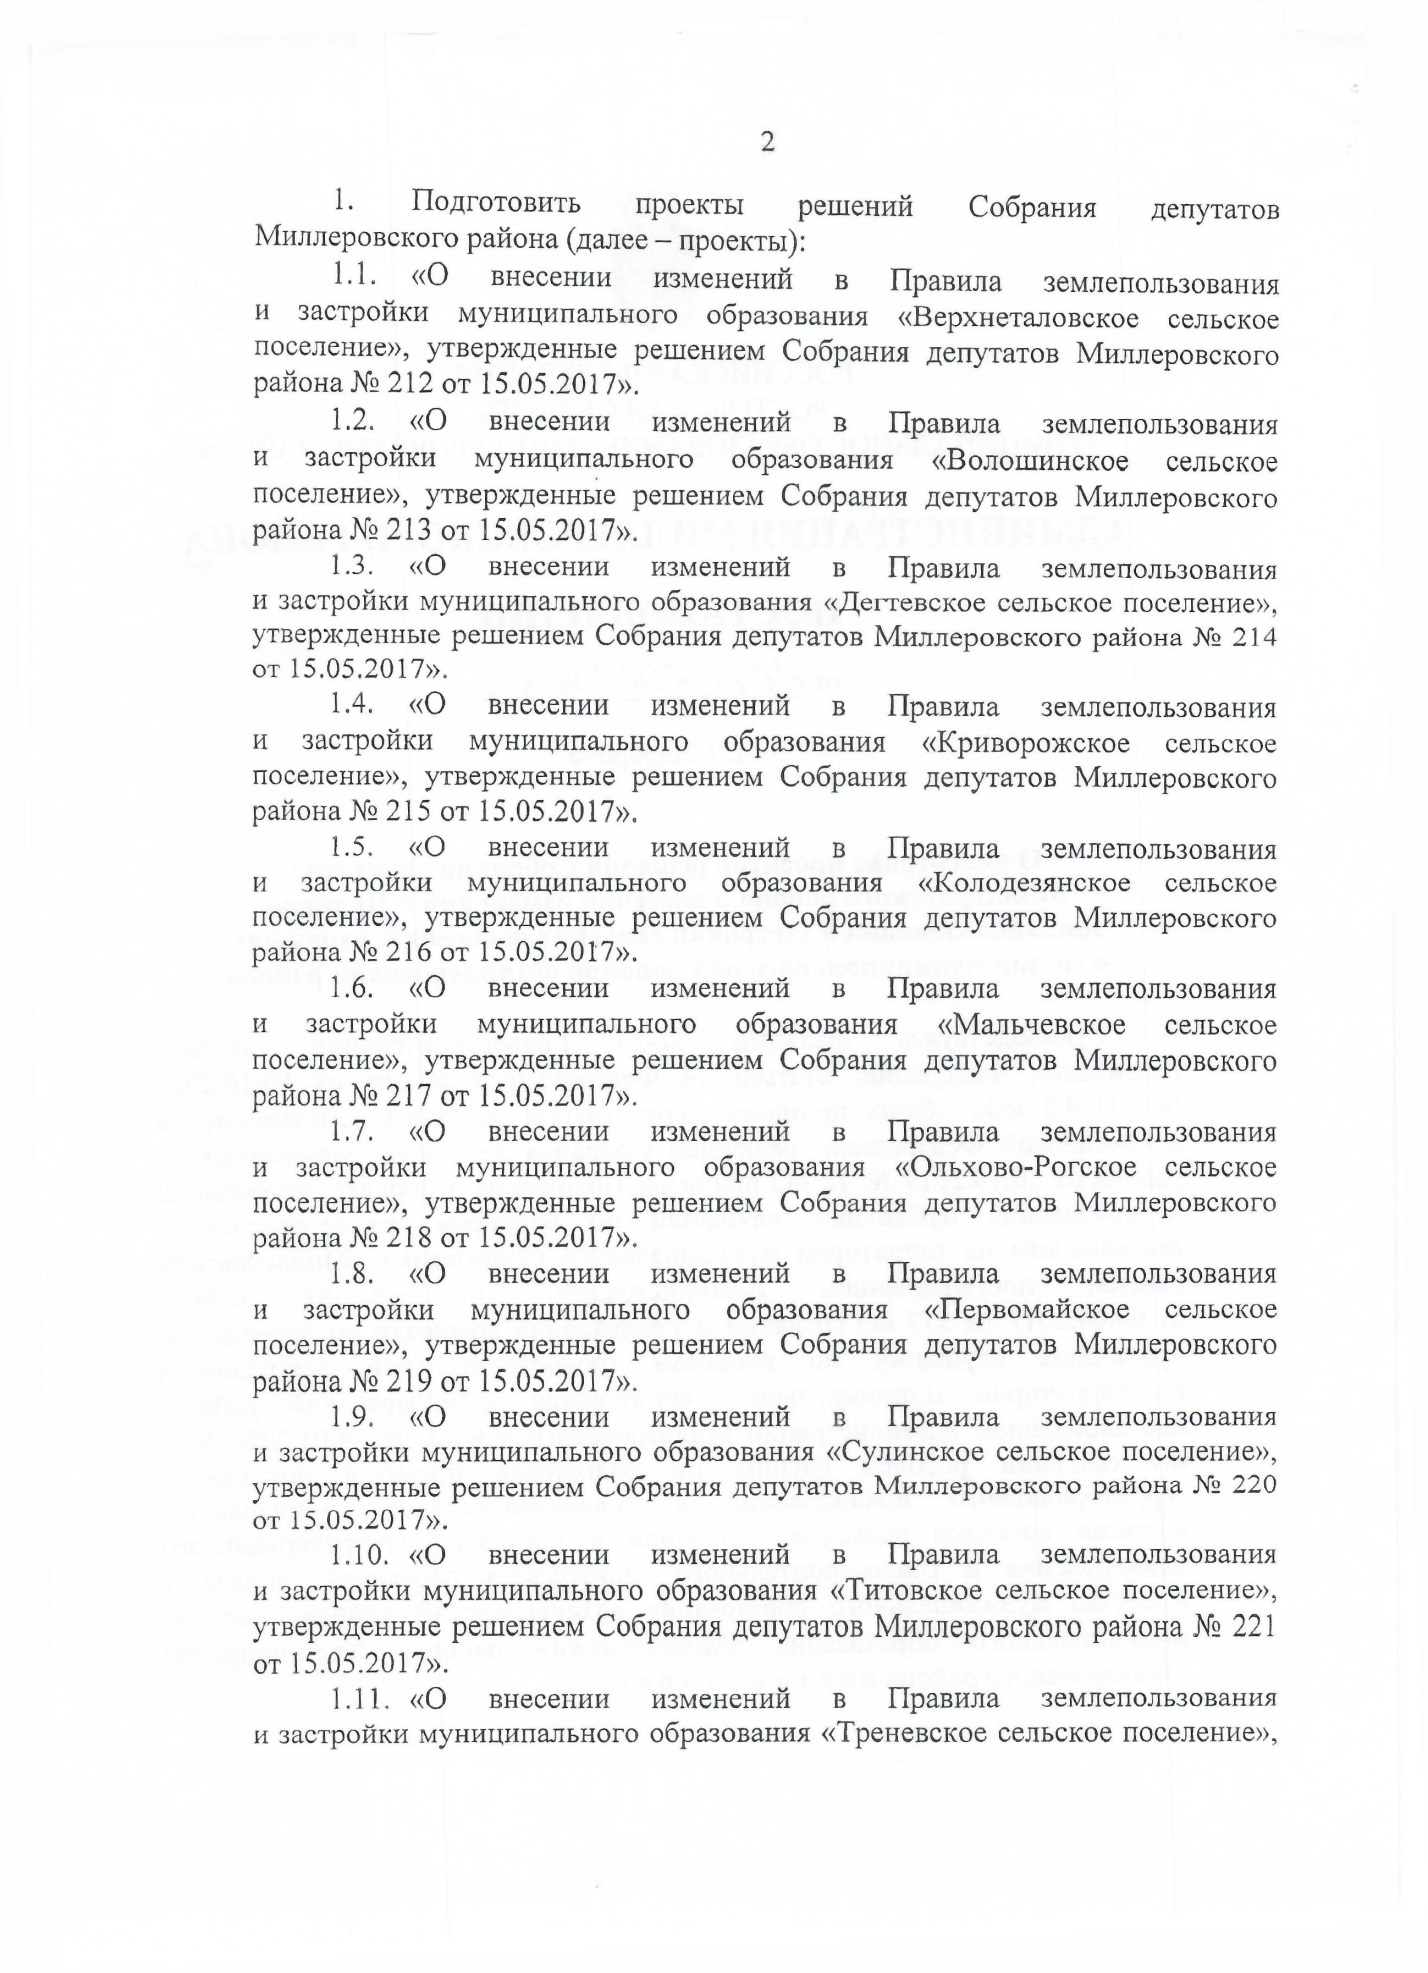 2
1. Подготовить проекты решений Собрания депутатов
Миллеровского района (далее – проекты):
1.1. «О внесении изменений в Правила землепользования
и застройки муниципального образования «Верхнеталовское сельское
поселение», утвержденные решением Собрания депутатов Миллеровского
района № 212 от 15.05.2017».
1.2. «О внесении изменений в Правила землепользования
и застройки муниципального образования «Волошинское сельское
поселение», утвержденные решением Собрания депутатов Миллеровского
района № 213 от 15.05.2017».
1.3. «О внесении изменений в Правила землепользования
и застройки муниципального образования «Дегтевское сельское поселение»,
утвержденные решением Собрания депутатов Миллеровского района № 214
от 15.05.2017».
1.4. «О внесении изменений в Правила землепользования
и застройки муниципального образования «Криворожское сельское
поселение», утвержденные решением Собрания депутатов Миллеровского
района № 215 от 15.05.2017».
1.5. «О внесении изменений в Правила землепользования
и застройки муниципального образования «Колодезянское сельское
поселение», утвержденные решением Собрания депутатов Миллеровского
района № 216 от 15.05.2017».
1.6. «О внесении изменений в Правила землепользования
и застройки муниципального образования «Мальчевское сельское
поселение», утвержденные решением Собрания депутатов Миллеровского
района № 217 от 15.05.2017».
1.7. «О внесении изменений в Правила землепользования
и застройки муниципального образования «Ольхово-Рогское сельское
поселение», утвержденные решением Собрания депутатов Миллеровского
района № 218 от 15.05.2017».
1.8. «О внесении изменений в Правила землепользования
и застройки муниципального образования «Первомайское сельское
поселение», утвержденные решением Собрания депутатов Миллеровского
района № 219 от 15.05.2017».
1.9. «О внесении изменений в Правила землепользования
и застройки муниципального образования «Сулинское сельское поселение»,
утвержденные решением Собрания депутатов Миллеровского района № 220
от 15.05.2017».
1.10. «О внесении изменений в Правила землепользования
и застройки муниципального образования «Титовское сельское поселение»,
утвержденные решением Собрания депутатов Миллеровского района № 221
от 15.05.2017».
1.11. «О внесении изменений в Правила землепользования
и застройки муниципального образования «Треневское сельское поселение»,